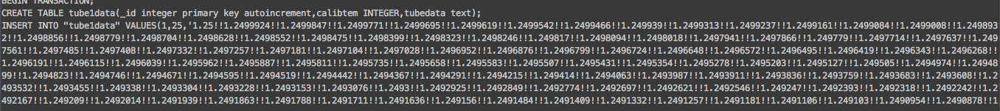 BEGIN TRANSACTION;
CREATE TABLE tube1data(_id integer primary key autoincrement,calibtem INTEGER,tubedata text);
INSERT INTO "tube1data" VALUES(1,25,'1.25!!1.2499924!!1.2499847!!1.2499771!!1.2499695!!1.2499619!!1.2499542!!1.2499466!!1.249939!!1.2499313!!1.2499237!!1.2499161!!1.2499084!!1.2499008!!1.249893
2!!1.2498856!!1.2498779!!1.2498704!!1.2498628!!1.2498552!!1.2498475!!1.2498399!!1.2498323!!1.2498246!!1.249817!!1.2498094!!1.2498018!!1.2497941!!1.2497866!!1.249779!!1.2497714!!1.2497637!!1.249
7561!!1.2497485!!1.2497408!!1.2497332!!1.2497257!!1.2497181!!1.2497104!!1.2497028!!1.2496952!!1.2496876!!1.2496799!!1.2496724!!1.2496648!!1.2496572!!1.2496495!!1.2496419!!1.2496343!!1.2496268!!
1.2496191!!1.2496115!!1.2496039!!1.2495962!!1.2495887!!1.2495811!!1.2495735!!1.2495658!!1.2495583!!1.2495507!!1.2495431!!1.2495354!!1.2495278!!1.2495203!!1.2495127!!1.249505!!1.2494974!!1.24948
99!!1.2494823!!1.2494746!!1.2494671!!1.2494595!!1.2494519!!1.2494442!!1.2494367!!1.2494291!!1.2494215!!1.249414!!1.2494063!!1.2493987!!1.2493911!!1.2493836!!1.2493759!!1.2493683!!1.2493608!!1.2
493532!!1.2493455!!1.249338!!1.2493304!!1.2493228!!1.2493153!!1.2493076!!1.2493!!1.2492925!!1.2492849!!1.2492774!!1.2492697!!1.2492621!!1.2492546!!1.249247!!1.2492393!!1.2492318!!1.2492242!!1.2
492167!!1.249209!!1.2492014!!1.2491939!!1.2491863!!1.2491788!!1.2491711!!1.2491636!!1.249156!!1.2491484!!1.2491409!!1.2491332!!1.2491257!!1.2491181!!1.2491106!!1.249103!!1.2490954!!1.2490878!!1